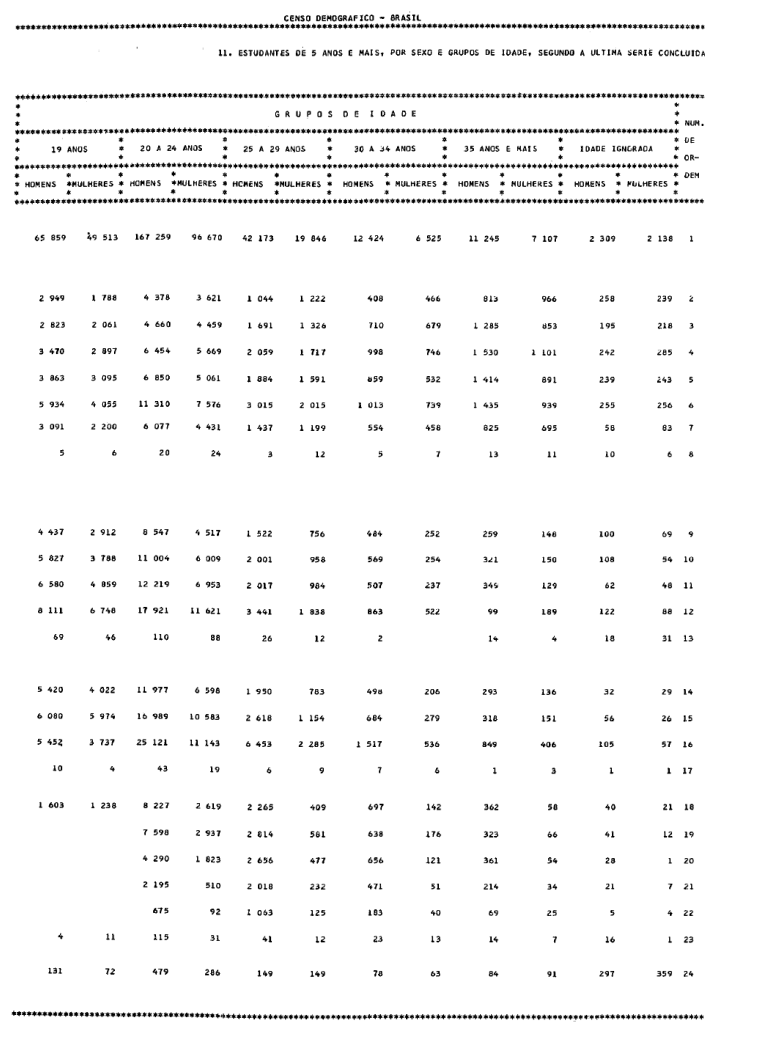 CENSO DEMOGRAFICO - BRASIL
11. ESTUDANTES DE 5 ANOS E MAIS, POR SEXO E GRUPOS DE IDADE, SEGUNDO A ULTIMA SERIE CONCLUIDA
G R U P O S D E I D A D E
NUM.
19 ANOS * 20 A 24 ANOS * 25 A 29 ANOS * 30 A 34 ANOS * 35 ANOS E MAIS * IDADE IGNORADA * DE
OR-
DEM
* HOMENS *MULHERES * HOMENS *MULHERES * HOMENS *MULHERES * HOMENS * MULHERES * HOMENS * MULHERES * HOMENS * MULHERES *
65 859 49 513 167 259 96 670 42 173 19 846 12 424 6 525 11 245 7 107 2 309 2 138 1
2 949 1 788 4 378 3 621 1 044 1 222 408 466 813 966 258 239 2
2 823 2 061 4 660 4 459 1 691 1 326 710 679 1 285 853 195 218 3
3 470 2 897 6 454 5 669 2 059 1 717 998 746 1 530 1 101 242 285 4
3 863 3 095 6 850 5 061 1 884 1 591 859 532 1 414 891 239 243 5
5 934 4 055 11 310 7 576 3 015 2 015 1 013 739 1 435 939 255 256 6
3 091 2 200 6 077 4 431 1 437 1 199 554 458 825 695 58 83 7
5 6 20 24 3 12 5 7 13 11 10 6 8
4 437 2 912 8 547 4 517 1 522 756 484 252 259 148 100 69 9
5 827 3 788 11 004 6 009 2 001 958 569 254 321 150 108 54 10
6 580 4 859 12 219 6 953 2 017 984 507 237 345 129 62 48 11
8 111 6 748 17 921 11 621 3 441 1 838 863 522 99 189 122 88 12
69 46 110 88 26 12 2 14 4 18 31 13
5 420 4 022 11 977 6 598 1 950 783 498 206 293 136 32 29 14
6 080 5 974 16 989 10 583 2 618 1 154 684 279 318 151 56 26 15
5 452 3 737 25 121 11 143 6 453 2 285 1 517 536 849 406 105 57 16
10 4 43 19 6 9 7 6 1 3 1 1 17
1 603 1 238 8 227 2 619 2 265 409 697 142 362 58 40 21 18
7 598 2 937 2 814 581 638 176 323 66 41 12 19
4 290 1 823 2 656 477 656 121 361 54 28 1 20
2 195 510 2 018 232 471 51 214 34 21 7 21
675 92 1 063 125 183 40 69 25 5 4 22
4 11 115 31 41 12 23 13 14 7 16 1 23
131 72 479 286 149 149 78 63 84 91 297 359 24